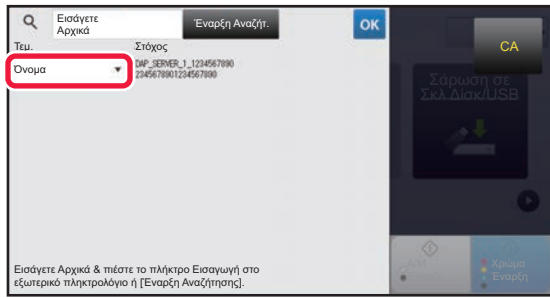 Εισάγετε
Αρχικά
Έναρξη Αναζήτ.
OK
CA
Τεμ.
Στόχος
Όνομα
DAP_SERVER_1_1234567890
2345678901234567890
Σάρωση σε
Σκλ Δίσκ/USB
Εισάγετε Αρχικά & πιέστε το πλήκτρο Εισαγωγή στο
εξωτερικό πληκτρολόγιο ή [Έναρξη Αναζήτησης].
Α/Μ
Χρώμα
Έναρξη